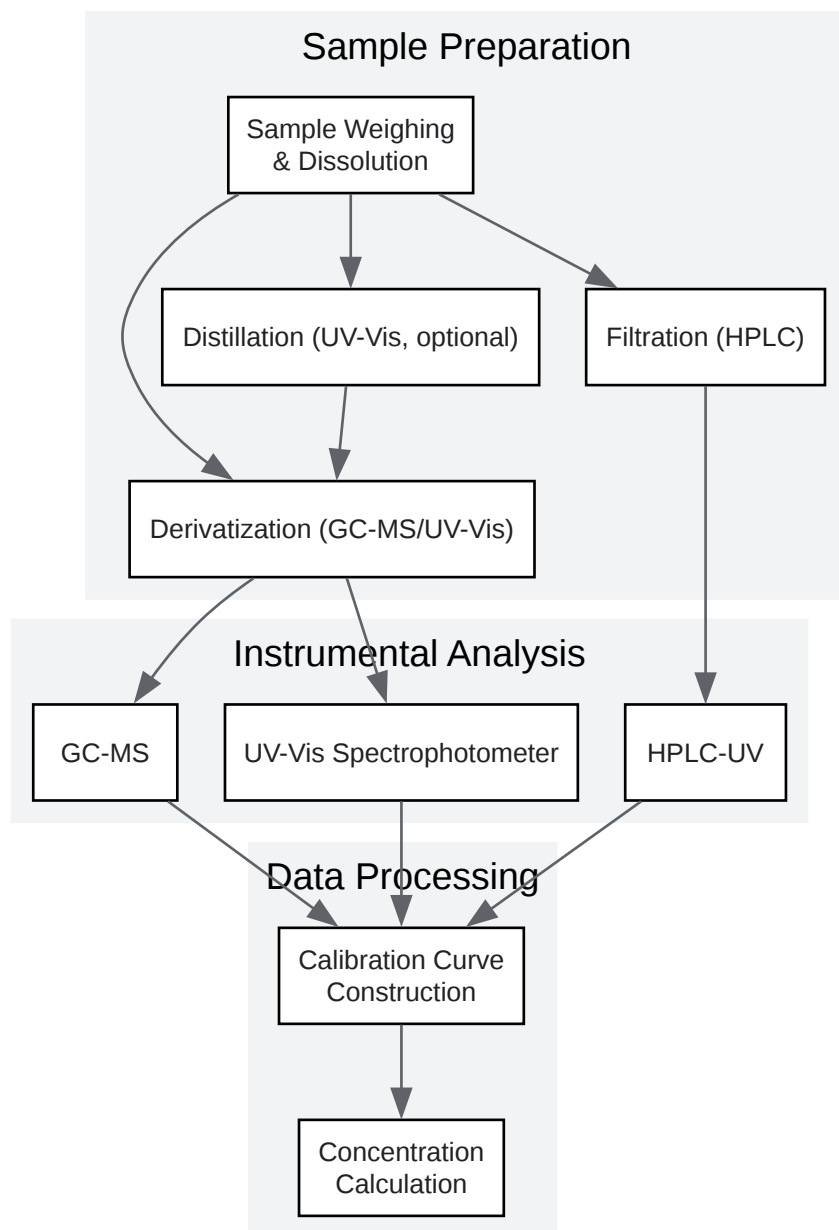 Sample Preparation
Sample Weighing
& Dissolution
Distillation (UV-Vis, optional)
Filtration (HPLC)
Derivatization (GC-MS/UV-Vis)
Instrumental Analysis
GC-MS
UV-Vis Spectrophotometer
HPLC-UV
Data Processing
Calibration Curve
Construction
Concentration
Calculation